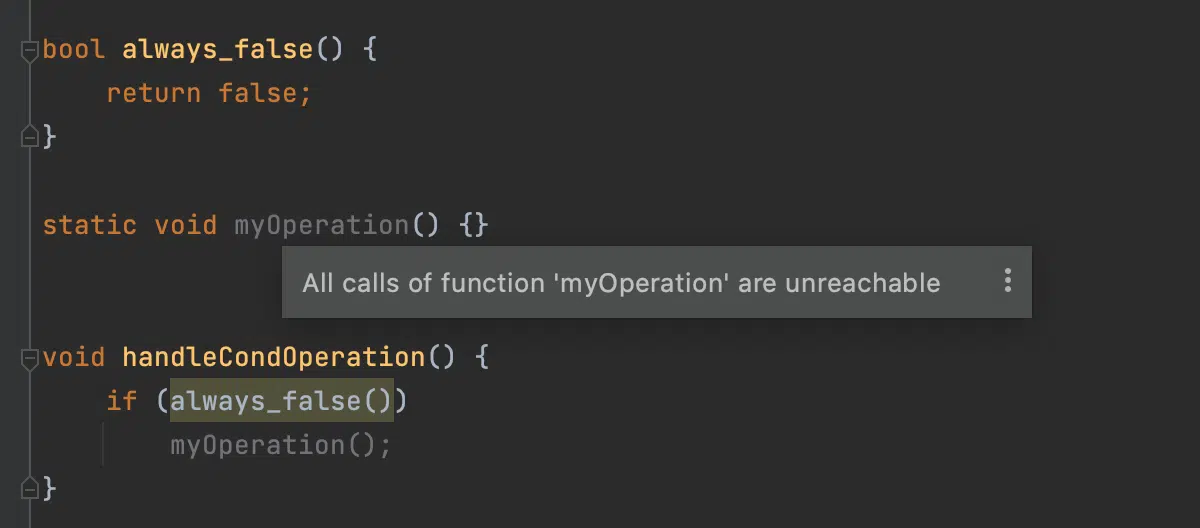 bool always_false() {
    return false;
}
static void myOperation() {}
All calls of function 'myOperation' are unreachable
void handleCondOperation() {
    if (always_false())
        myOperation();
}